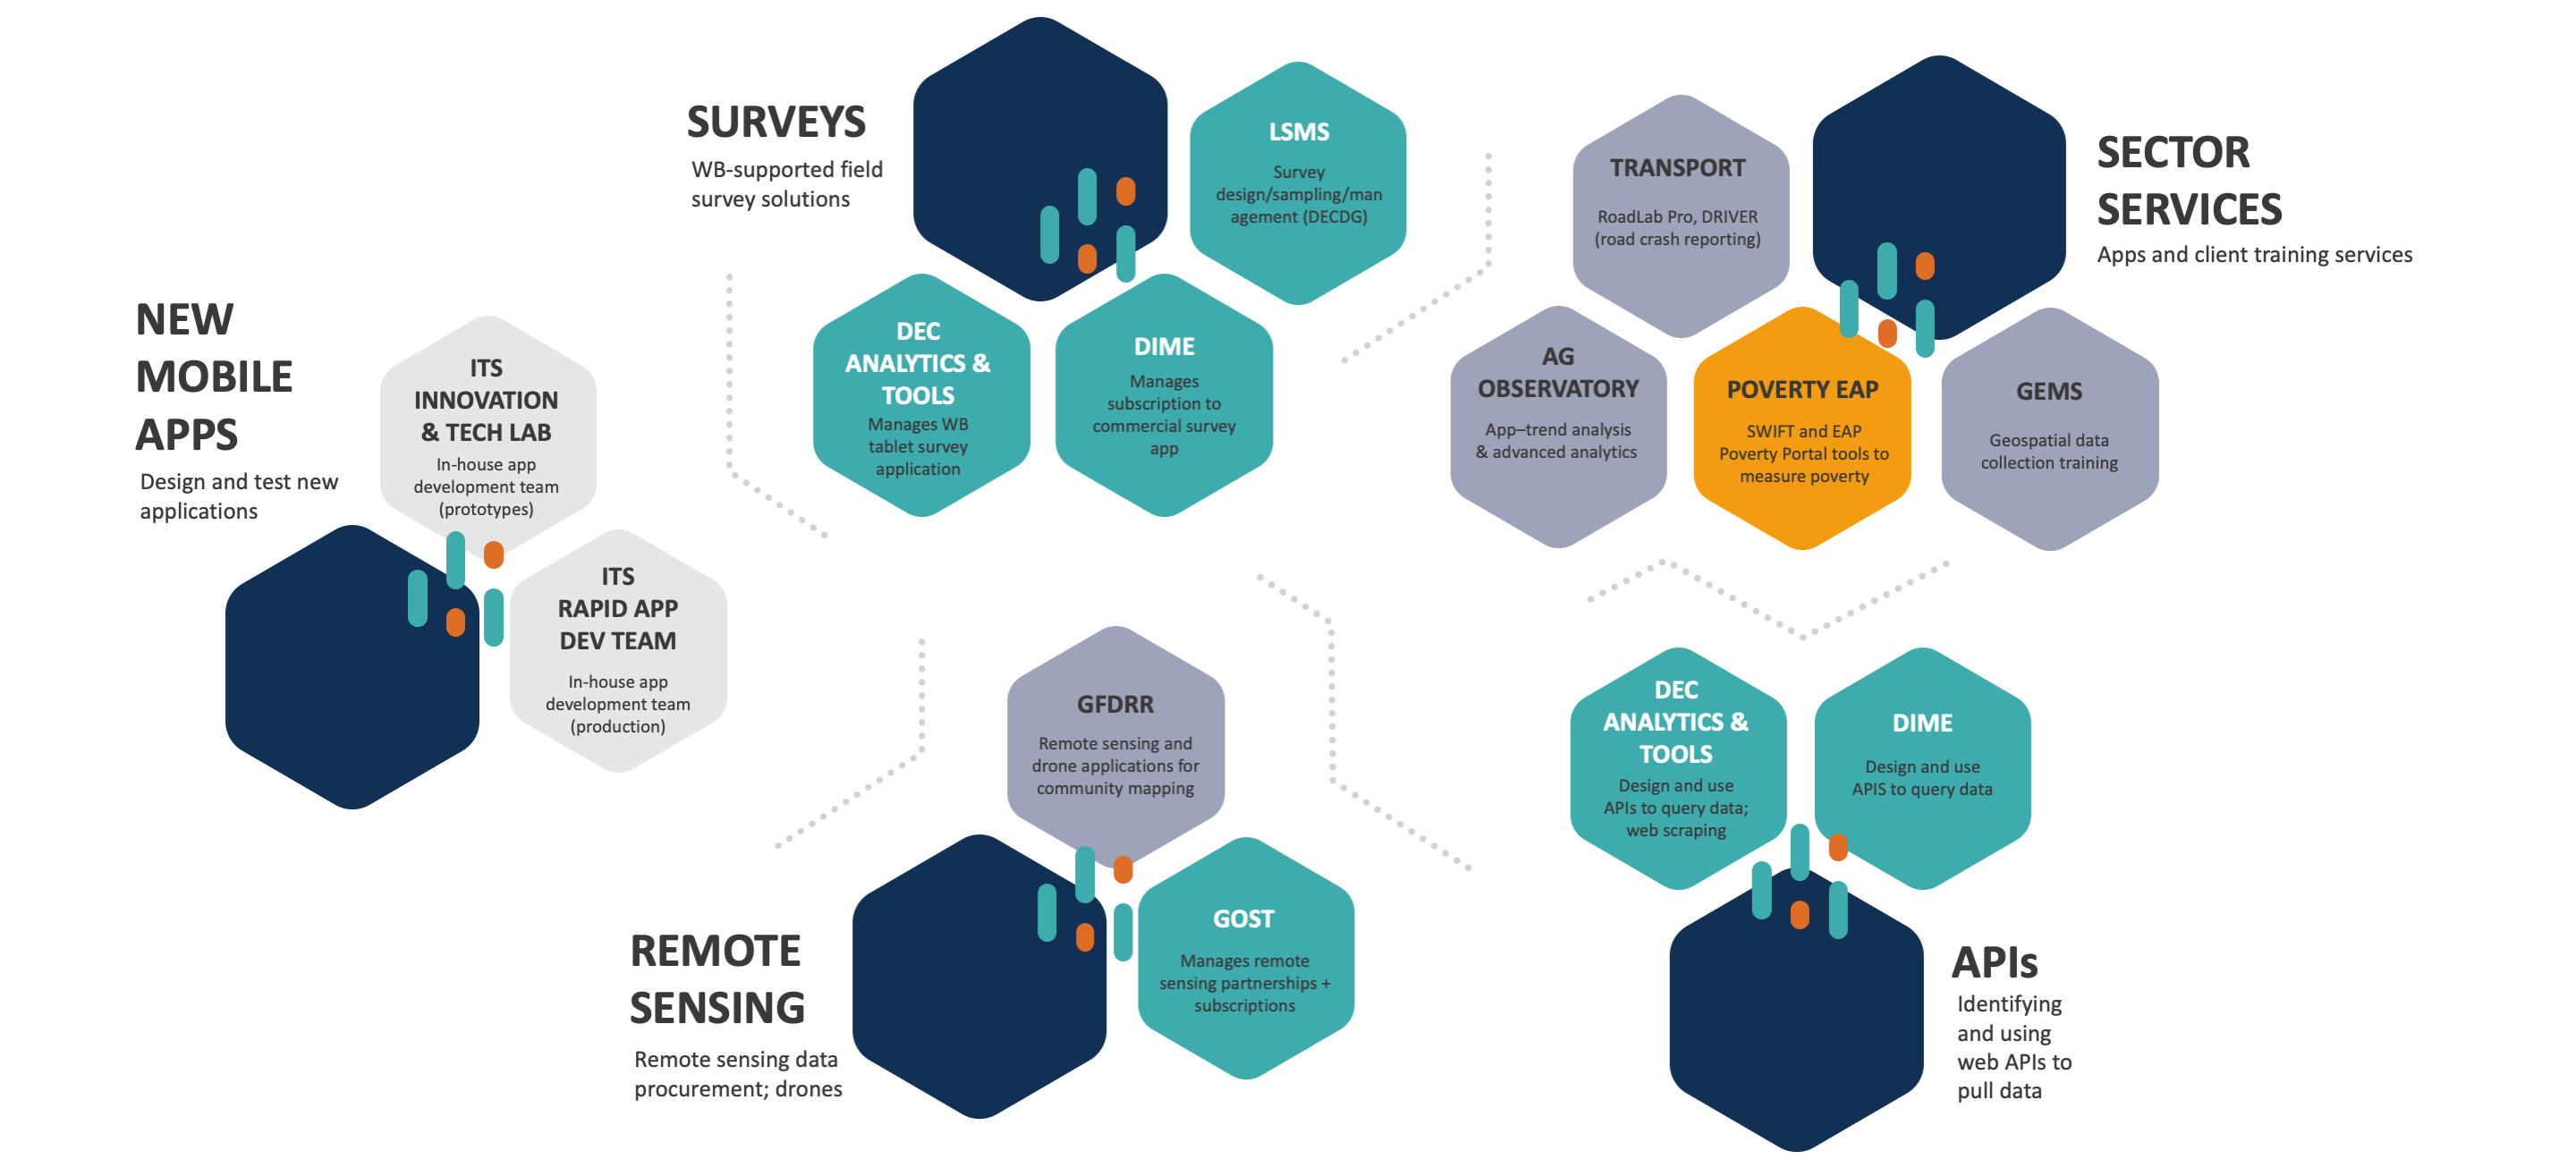 SURVEYS
WB-supported field
survey solutions
LSMS
Survey
design/sampling/man
agement (DECDG)
DEC
ANALYTICS &
TOOLS
Manages WB
tablet survey
application
DIME
Manages
subscription to
commercial survey
app
TRANSPORT
RoadLab Pro, DRIVER
(road crash reporting)
SECTOR
SERVICES
Apps and client training services
AG
OBSERVATORY
App–trend analysis
& advanced analytics
POVERTY EAP
SWIFT and EAP
Poverty Portal tools to
measure poverty
GEMS
Geospatial data
collection training
NEW
MOBILE
APPS
Design and test new
applications
ITS
INNOVATION
& TECH LAB
In-house app
development team
(prototypes)
ITS
RAPID APP
DEV TEAM
In-house app
development team
(production)
GFDRR
Remote sensing and
drone applications for
community mapping
REMOTE
SENSING
Remote sensing data
procurement; drones
GOST
Manages remote
sensing partnerships +
subscriptions
DEC
ANALYTICS &
TOOLS
Design and use
APIs to query data;
web scraping
DIME
Design and use
APIS to query data
APIs
Identifying
and using
web APIs to
pull data